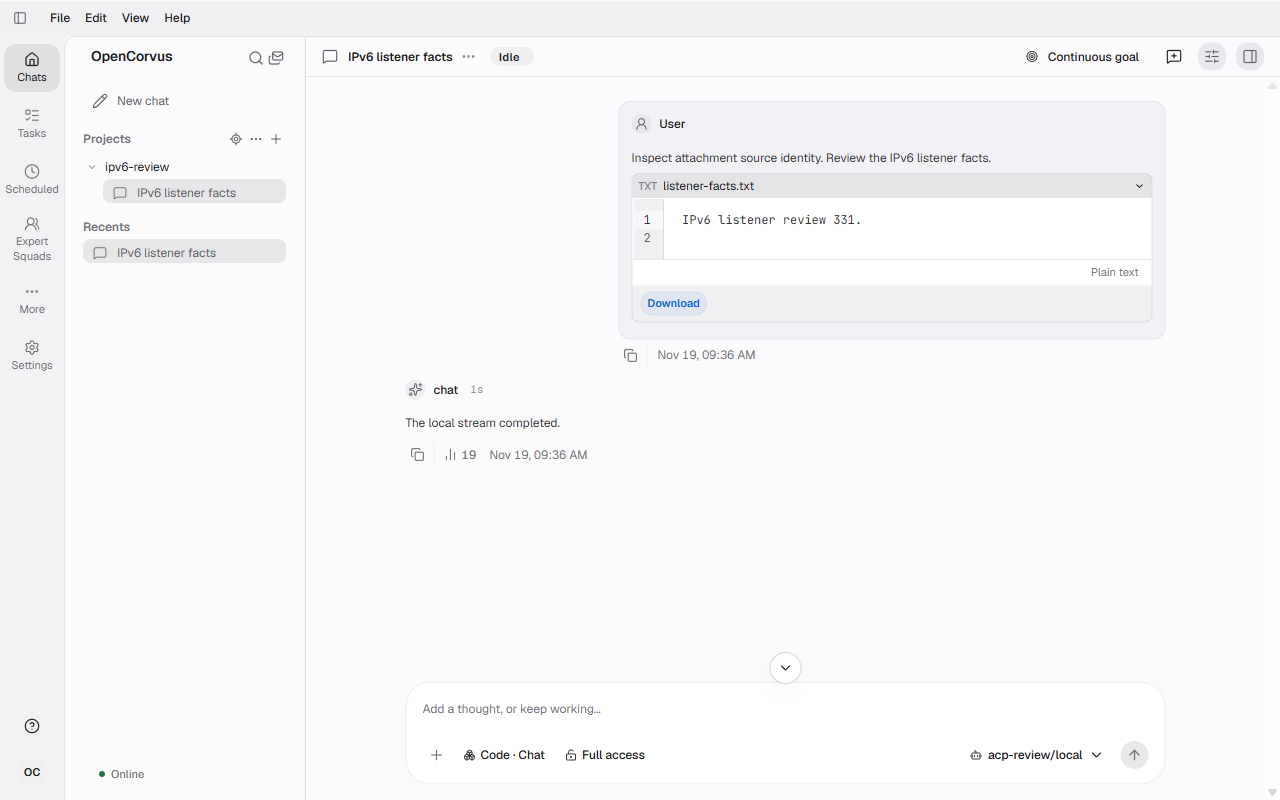 File Edit View Help
OpenCorvus
IPv6 listener facts
Idle
Continuous goal
Chats
Tasks
Scheduled
Expert
Squads
More
Settings
OC
New chat
Projects
ipv6-review
IPv6 listener facts
Recents
IPv6 listener facts
Online
User
Inspect attachment source identity. Review the IPv6 listener facts.
TXT listener-facts.txt
1 IPv6 listener review 331.
2
Plain text
Download
Nov 19, 09:36 AM
chat 1s
The local stream completed.
19 Nov 19, 09:36 AM
Add a thought, or keep working...
Code · Chat Full access acp-review/local